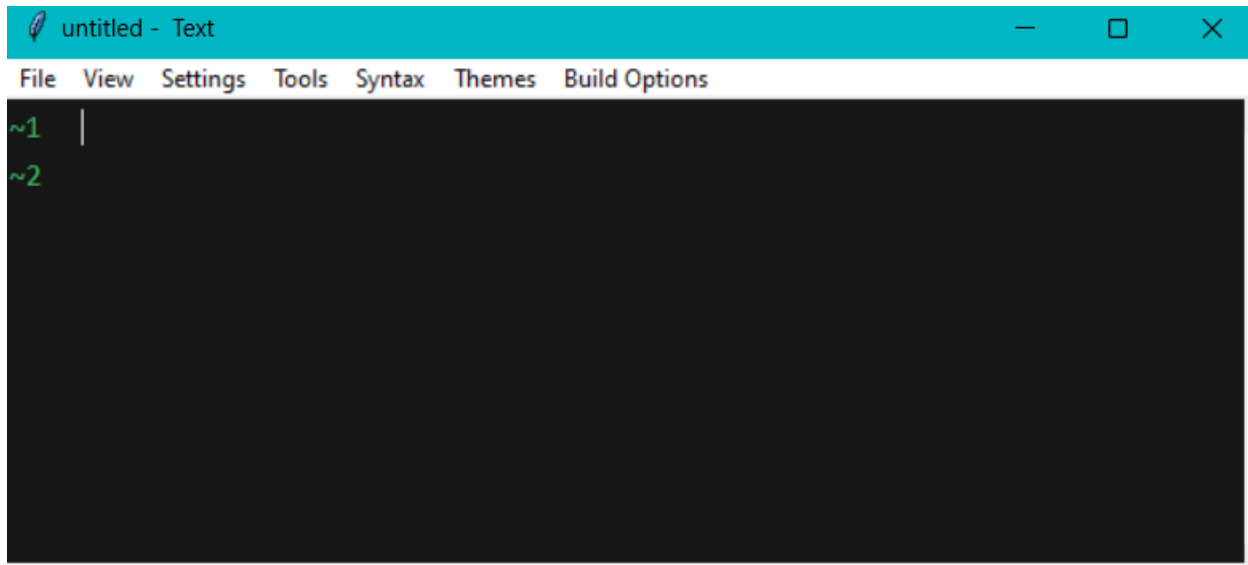 untitled - Text
File View Settings Tools Syntax Themes Build Options
~1
~2